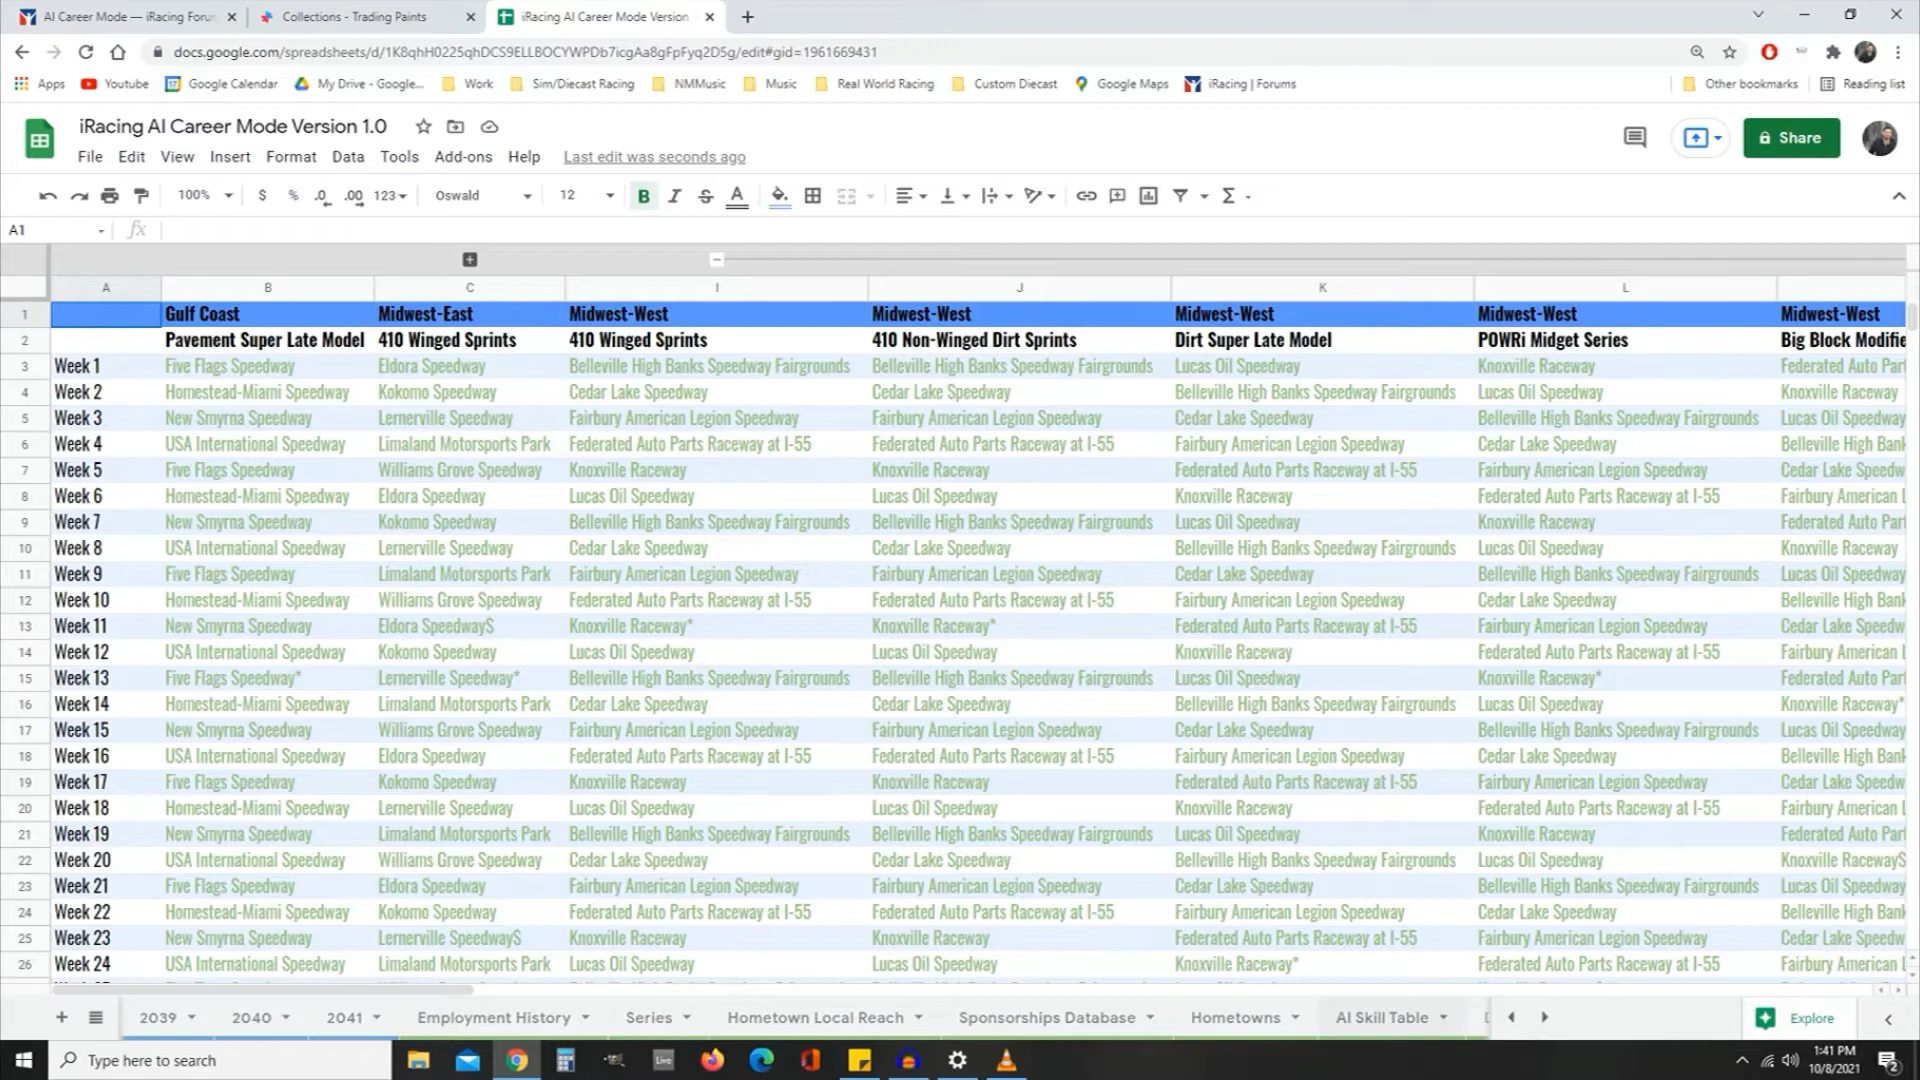 AI Career Mode — iRacing Forum
Collections - Trading Paints
iRacing AI Career Mode Version
docs.google.com/spreadsheets/d/1K8qhH0225qhDCS9ELLBOCYWPDb7icgAa8gFpFyq2D5g/edit#gid=1961669431
Apps Youtube Google Calendar My Drive - Google... Work Sim/Diecast Racing NMMusic Music Real World Racing Custom Diecast Google Maps iRacing | Forums Other bookmarks Reading list
iRacing AI Career Mode Version 1.0
Share
File Edit View Insert Format Data Tools Add-ons Help Last edit was seconds ago
100% $ % .0 .00 123 Oswald 12 B I S A Σ
A1 fx
A B C I J K L
1 Gulf Coast Midwest-East Midwest-West Midwest-West Midwest-West Midwest-West Midwest-West
2 Pavement Super Late Model 410 Winged Sprints 410 Winged Sprints 410 Non-Winged Dirt Sprints Dirt Super Late Model POWRi Midget Series Big Block Modifie
3 Week 1 Five Flags Speedway Eldora Speedway Belleville High Banks Speedway Fairgrounds Belleville High Banks Speedway Fairgrounds Lucas Oil Speedway Knoxville Raceway Federated Auto Par
4 Week 2 Homestead-Miami Speedway Kokomo Speedway Cedar Lake Speedway Cedar Lake Speedway Belleville High Banks Speedway Fairgrounds Lucas Oil Speedway Knoxville Raceway
5 Week 3 New Smyrna Speedway Lernerville Speedway Fairbury American Legion Speedway Fairbury American Legion Speedway Cedar Lake Speedway Belleville High Banks Speedway Fairgrounds Lucas Oil Speedway
6 Week 4 USA International Speedway Limaland Motorsports Park Federated Auto Parts Raceway at I-55 Federated Auto Parts Raceway at I-55 Fairbury American Legion Speedway Cedar Lake Speedway Belleville High Bank
7 Week 5 Five Flags Speedway Williams Grove Speedway Knoxville Raceway Knoxville Raceway Federated Auto Parts Raceway at I-55 Fairbury American Legion Speedway Cedar Lake Speedw
8 Week 6 Homestead-Miami Speedway Eldora Speedway Lucas Oil Speedway Lucas Oil Speedway Knoxville Raceway Federated Auto Parts Raceway at I-55 Fairbury American L
9 Week 7 New Smyrna Speedway Kokomo Speedway Belleville High Banks Speedway Fairgrounds Belleville High Banks Speedway Fairgrounds Lucas Oil Speedway Knoxville Raceway Federated Auto Par
10 Week 8 USA International Speedway Lernerville Speedway Cedar Lake Speedway Cedar Lake Speedway Belleville High Banks Speedway Fairgrounds Lucas Oil Speedway Knoxville Raceway
11 Week 9 Five Flags Speedway Limaland Motorsports Park Fairbury American Legion Speedway Fairbury American Legion Speedway Cedar Lake Speedway Belleville High Banks Speedway Fairgrounds Lucas Oil Speedway
12 Week 10 Homestead-Miami Speedway Williams Grove Speedway Federated Auto Parts Raceway at I-55 Federated Auto Parts Raceway at I-55 Fairbury American Legion Speedway Cedar Lake Speedway Belleville High Bank
13 Week 11 New Smyrna Speedway Eldora Speedway$ Knoxville Raceway* Knoxville Raceway* Federated Auto Parts Raceway at I-55 Fairbury American Legion Speedway Cedar Lake Speedw
14 Week 12 USA International Speedway Kokomo Speedway Lucas Oil Speedway Lucas Oil Speedway Knoxville Raceway Federated Auto Parts Raceway at I-55 Fairbury American L
15 Week 13 Five Flags Speedway* Lernerville Speedway* Belleville High Banks Speedway Fairgrounds Belleville High Banks Speedway Fairgrounds Lucas Oil Speedway Knoxville Raceway* Federated Auto Par
16 Week 14 Homestead-Miami Speedway Limaland Motorsports Park Cedar Lake Speedway Cedar Lake Speedway Belleville High Banks Speedway Fairgrounds Lucas Oil Speedway Knoxville Raceway*
17 Week 15 New Smyrna Speedway Williams Grove Speedway Fairbury American Legion Speedway Fairbury American Legion Speedway Cedar Lake Speedway Belleville High Banks Speedway Fairgrounds Lucas Oil Speedway
18 Week 16 USA International Speedway Eldora Speedway Federated Auto Parts Raceway at I-55 Federated Auto Parts Raceway at I-55 Fairbury American Legion Speedway Cedar Lake Speedway Belleville High Bank
19 Week 17 Five Flags Speedway Kokomo Speedway Knoxville Raceway Knoxville Raceway Federated Auto Parts Raceway at I-55 Fairbury American Legion Speedway Cedar Lake Speedw
20 Week 18 Homestead-Miami Speedway Lernerville Speedway Lucas Oil Speedway Lucas Oil Speedway Knoxville Raceway Federated Auto Parts Raceway at I-55 Fairbury American L
21 Week 19 New Smyrna Speedway Limaland Motorsports Park Belleville High Banks Speedway Fairgrounds Belleville High Banks Speedway Fairgrounds Lucas Oil Speedway Knoxville Raceway Federated Auto Par
22 Week 20 USA International Speedway Williams Grove Speedway Cedar Lake Speedway Cedar Lake Speedway Belleville High Banks Speedway Fairgrounds Lucas Oil Speedway Knoxville Raceway$
23 Week 21 Five Flags Speedway Eldora Speedway Fairbury American Legion Speedway Fairbury American Legion Speedway Cedar Lake Speedway Belleville High Banks Speedway Fairgrounds Lucas Oil Speedway
24 Week 22 Homestead-Miami Speedway Kokomo Speedway Federated Auto Parts Raceway at I-55 Federated Auto Parts Raceway at I-55 Fairbury American Legion Speedway Cedar Lake Speedway Belleville High Bank
25 Week 23 New Smyrna Speedway Lernerville Speedway$ Knoxville Raceway Knoxville Raceway Federated Auto Parts Raceway at I-55 Fairbury American Legion Speedway Cedar Lake Speedw
26 Week 24 USA International Speedway Limaland Motorsports Park Lucas Oil Speedway Lucas Oil Speedway Knoxville Raceway* Federated Auto Parts Raceway at I-55 Fairbury American L
2039 2040 2041 Employment History Series Hometown Local Reach Sponsorships Database Hometowns AI Skill Table Explore
Type here to search
Live
1:41 PM
10/8/2021
2